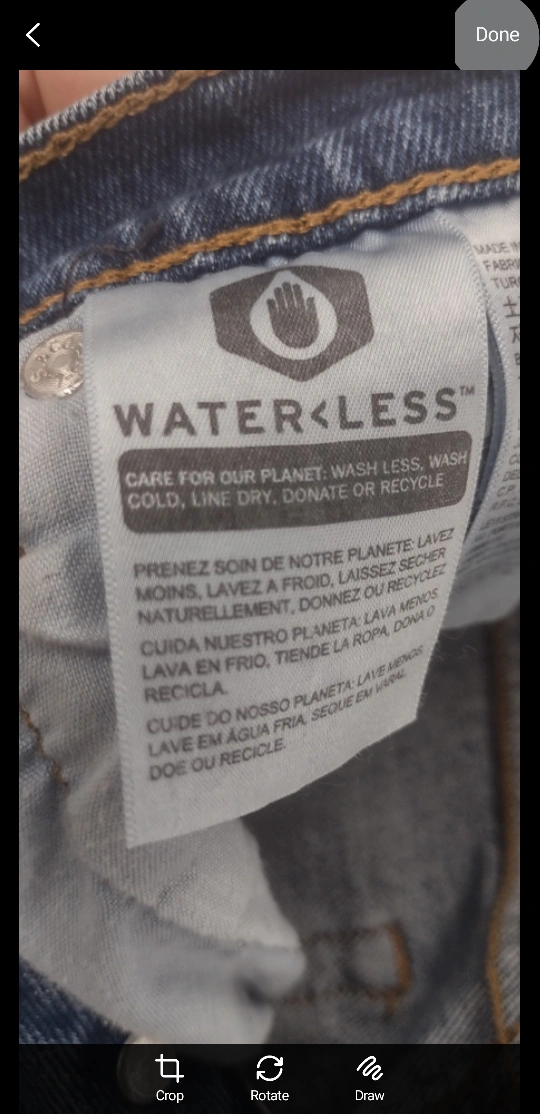 Done
WATER<LESS™
CARE FOR OUR PLANET: WASH LESS, WASH
COLD, LINE DRY, DONATE OR RECYCLE
PRENEZ SOIN DE NOTRE PLANETE: LAVEZ
MOINS, LAVEZ A FROID, LAISSEZ SECHER
NATURELLEMENT, DONNEZ OU RECYCLEZ
CUIDA NUESTRO PLANETA: LAVA MENOS,
LAVA EN FRIO, TIENDE LA ROPA, DONA O
RECICLA.
CUIDE DO NOSSO PLANETA: LAVE MENOS,
LAVE EM ÁGUA FRIA, SEQUE EM VARAL,
DOE OU RECICLE.
MADE IN
Crop
Rotate
Draw